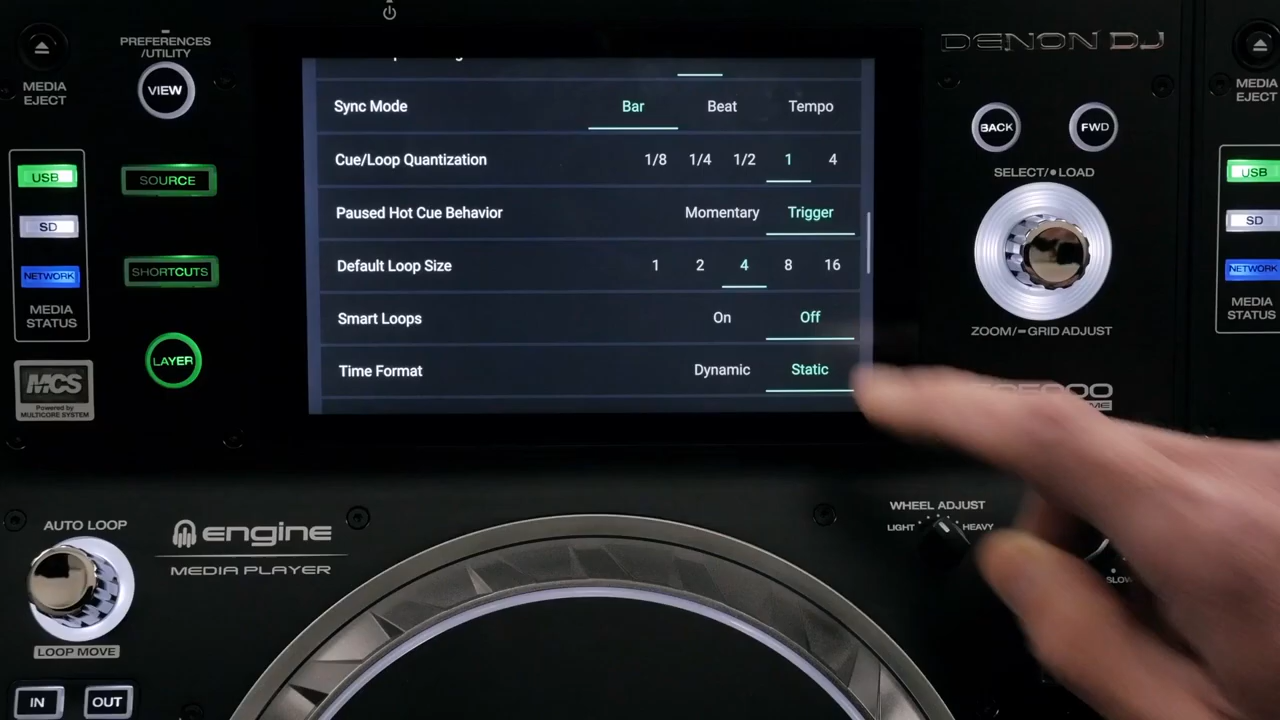 PREFERENCES
/UTILITY
VIEW
MEDIA
EJECT
USB
SD
NETWORK
MEDIA
STATUS
SOURCE
SHORTCUTS
LAYER
MCS
Powered by
MULTICORE SYSTEM
Sync Mode Bar Beat Tempo
Cue/Loop Quantization 1/8 1/4 1/2 1 4
Paused Hot Cue Behavior Momentary Trigger
Default Loop Size 1 2 4 8 16
Smart Loops On Off
Time Format Dynamic Static
DENON DJ
BACK
FWD
SELECT/●LOAD
ZOOM/━GRID ADJUST
MEDIA
EJECT
USB
SD
NETWORK
MEDIA
STATUS
AUTO LOOP
LOOP MOVE
IN
OUT
engine
MEDIA PLAYER
WHEEL ADJUST
LIGHT
HEAVY